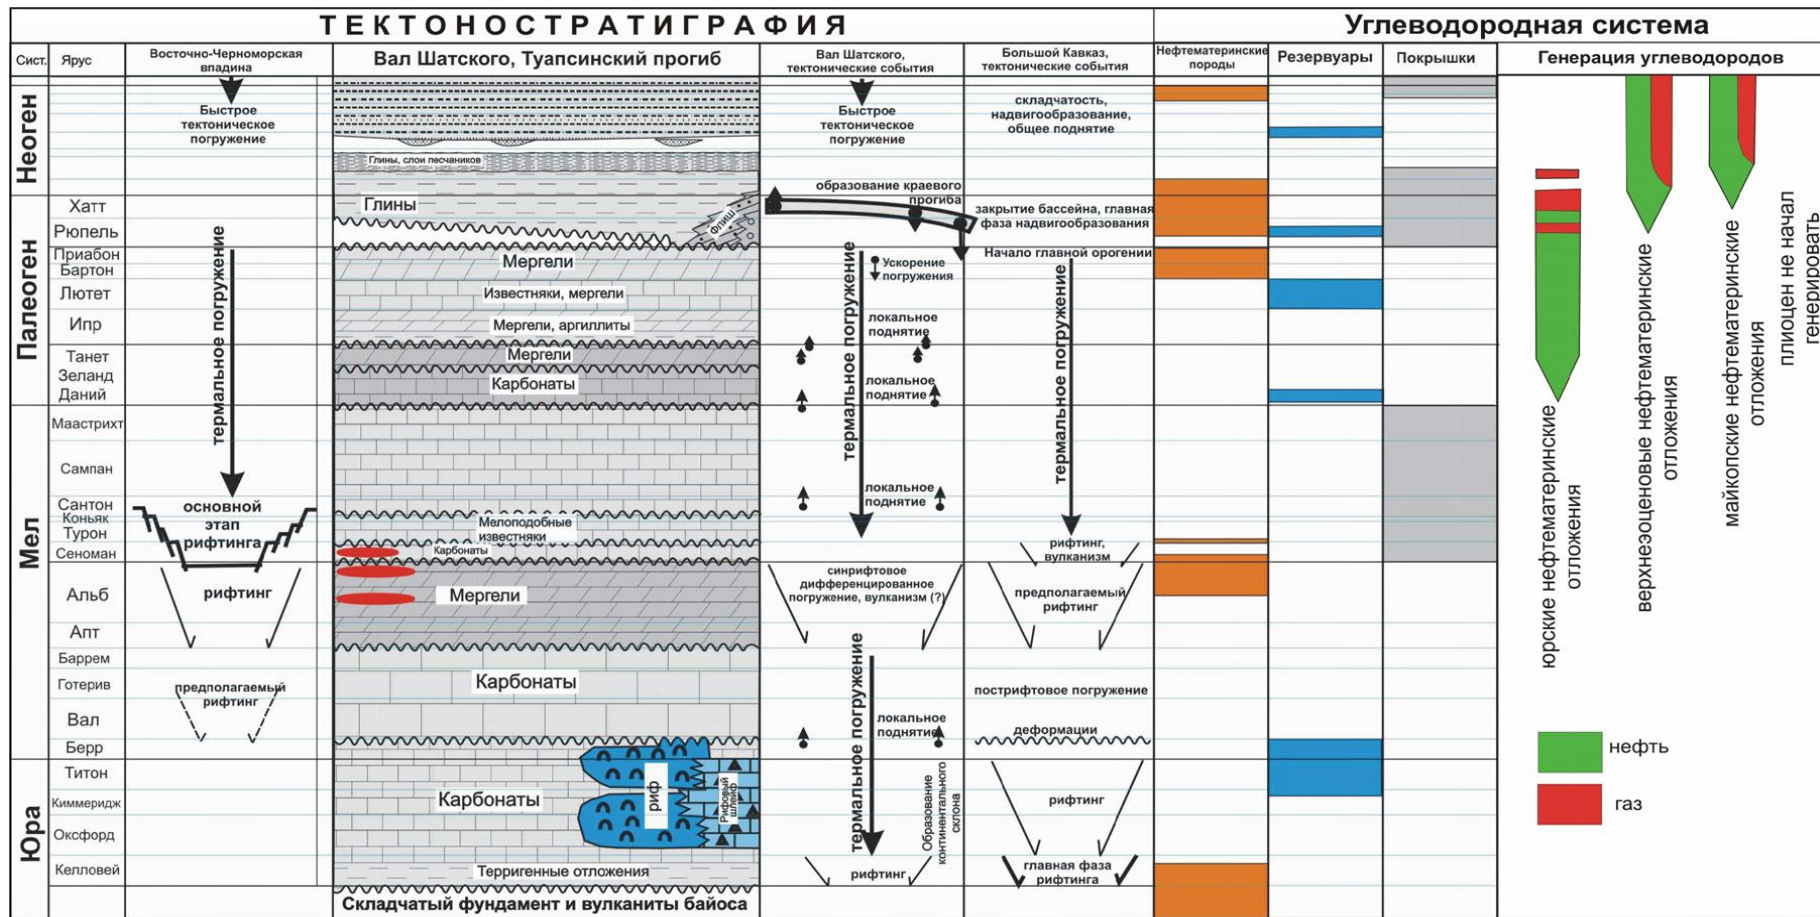 ТЕКТОНОСТРАТИГРАФИЯ
Углеводородная система
Сист.
Ярус
Восточно-Черноморская
впадина
Вал Шатского, Туапсинский прогиб
Вал Шатского,
тектонические события
Большой Кавказ,
тектонические события
Нефтематеринские
породы
Резервуары
Покрышки
Генерация углеводородов
Неоген
Палеоген
Мел
Юра
Хатт
Рюпель
Приабон
Бартон
Лютет
Ипр
Танет
Зеланд
Даний
Маастрихт
Сампан
Сантон
Коньяк
Турон
Сеноман
Альб
Апт
Баррем
Готерив
Вал
Берр
Титон
Киммеридж
Оксфорд
Келловей
Быстрое
тектоническое
погружение
термальное погружение
основной
этап
рифтинга
рифтинг
предполагаемый
рифтинг
Глины, слои песчаников
Глины
Флиш
Мергели
Известняки, мергели
Мергели, аргиллиты
Мергели
Карбонаты
Мелоподобные
известняки
Карбонаты
Мергели
Карбонаты
Карбонаты
риф
Рифовый
шлейф
Терригенные отложения
Складчатый фундамент и вулканиты байоса
Быстрое
тектоническое
погружение
образование краевого
прогиба
Ускорение
погружения
термальное погружение
локальное
поднятие
локальное
поднятие
локальное
поднятие
синрифтовое
дифференцированное
погружение, вулканизм (?)
термальное погружение
локальное
поднятие
Образование
континентального
склона
рифтинг
складчатость,
надвигообразование,
общее поднятие
закрытие бассейна, главная
фаза надвигообразования
Начало главной орогении
термальное погружение
рифтинг,
вулканизм
предполагаемый
рифтинг
пострифтовое погружение
деформации
рифтинг
главная фаза
рифтинга
юрские нефтематеринские
отложения
верхнеэоценовые нефтематеринские
отложения
майкопские нефтематеринские
отложения
плиоцен не начал
генерировать
нефть
газ